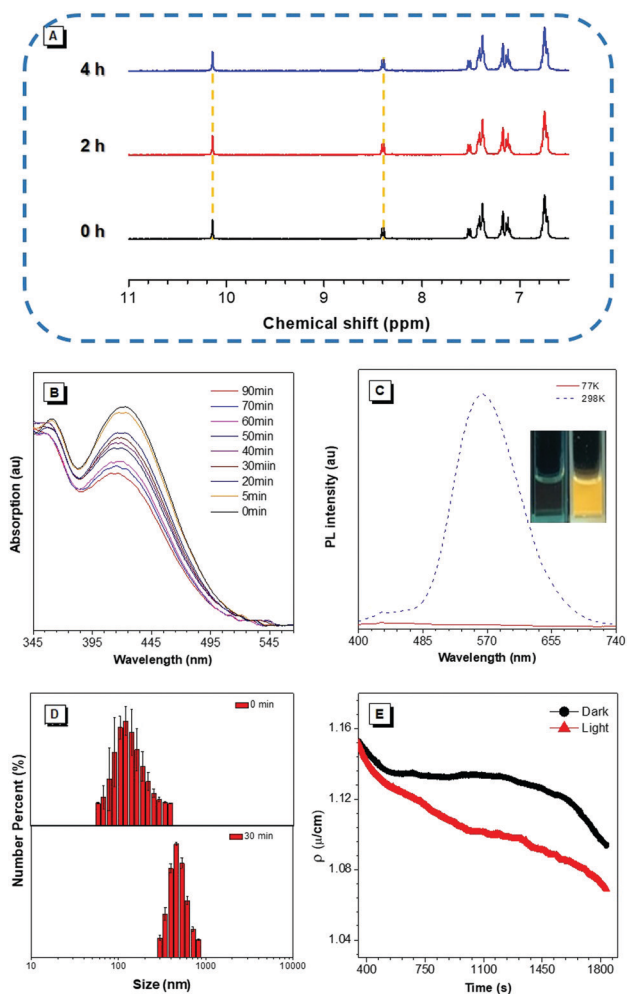 A
4 h
2 h
0 h
11 10 9 8 7
Chemical shift (ppm)
B
90min
70min
60min
50min
40min
30miin
20min
5min
0min
Absorption (au)
345 395 445 495 545
Wavelength (nm)
C
77K
298K
PL intensity (au)
400 485 570 655 740
Wavelength (nm)
D
0 min
30 min
Number Percent (%)
10 100 1000 10000
Size (nm)
E
Dark
Light
1.16
1.12
1.08
1.04
ρ (μ/cm)
400 750 1100 1450 1800
Time (s)